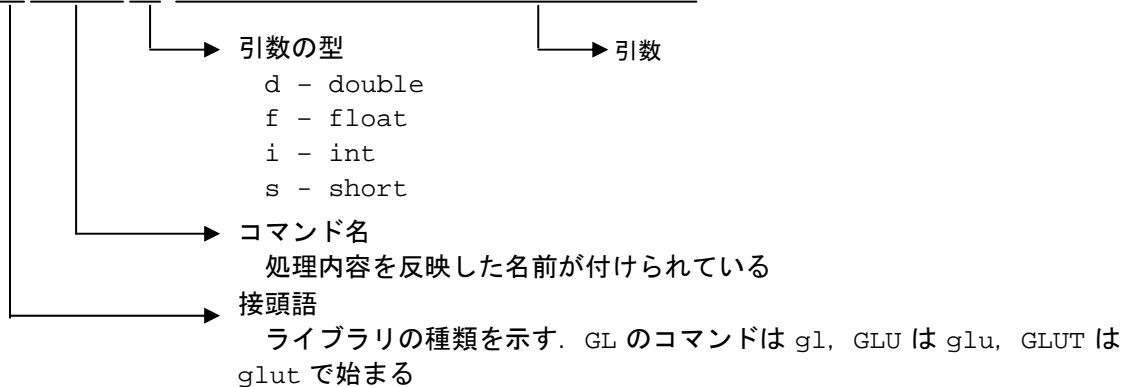 引数の型 引数
d – double
f – float
i – int
s – short
コマンド名
処理内容を反映した名前が付けられている
接頭語
ライブラリの種類を示す．GL のコマンドは gl，GLU は glu，GLUT は
glut で始まる